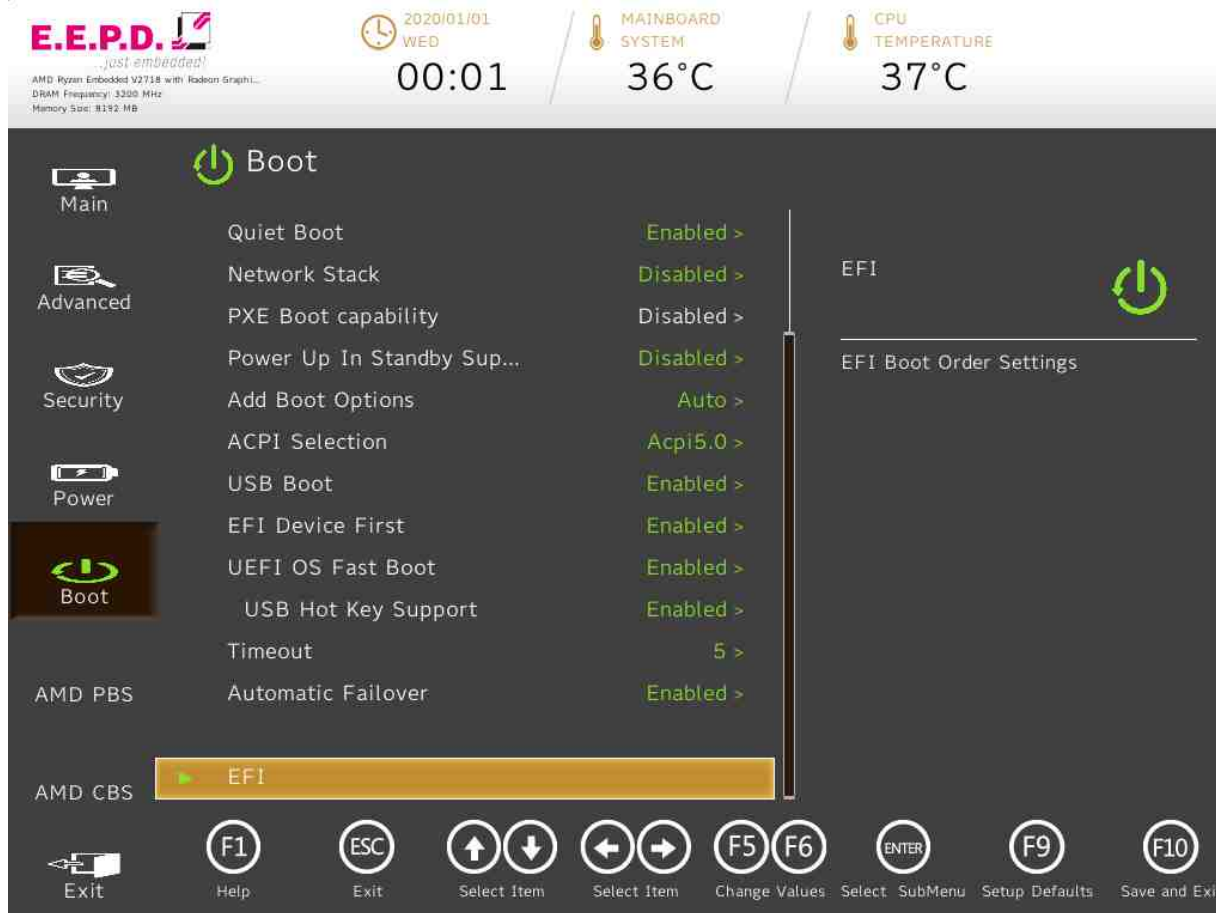 E.E.P.D.
...just embedded!
AMD Ryzen Embedded V2718 with Radeon Graphi...
DRAM Frequency: 3200 MHz
Memory Size: 8192 MB
2020/01/01
WED
00:01
MAINBOARD
SYSTEM
36°C
CPU
TEMPERATURE
37°C
Main
Advanced
Security
Power
Boot
AMD PBS
AMD CBS
Exit
Boot
Quiet Boot Enabled >
Network Stack Disabled >
PXE Boot capability Disabled >
Power Up In Standby Sup... Disabled >
Add Boot Options Auto >
ACPI Selection Acpi5.0 >
USB Boot Enabled >
EFI Device First Enabled >
UEFI OS Fast Boot Enabled >
USB Hot Key Support Enabled >
Timeout 5 >
Automatic Failover Enabled >
EFI
EFI
EFI Boot Order Settings
F1 Help
ESC Exit
Select Item
Select Item
F5 F6 Change Values
ENTER Select SubMenu
F9 Setup Defaults
F10 Save and Exi